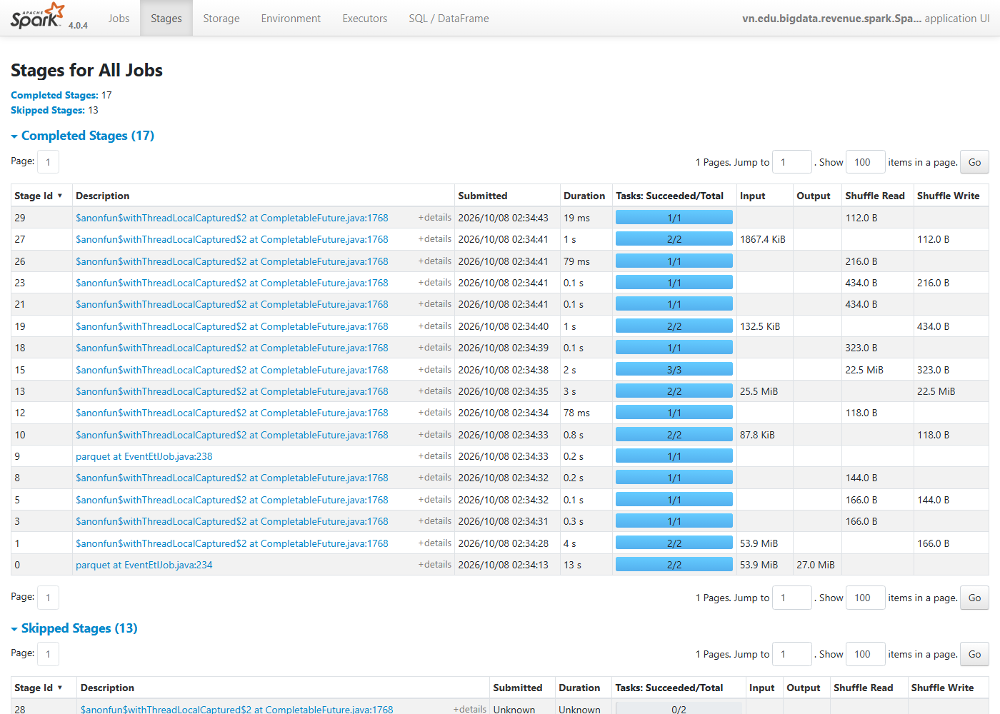 APACHE Spark 4.0.4 Jobs Stages Storage Environment Executors SQL / DataFrame vn.edu.bigdata.revenue.spark.Spa... application UI
Stages for All Jobs
Completed Stages: 17
Skipped Stages: 13
Completed Stages (17)
Page: 1 1 Pages. Jump to 1 . Show 100 items in a page. Go
Stage Id ▾ Description Submitted Duration Tasks: Succeeded/Total Input Output Shuffle Read Shuffle Write
29 $anonfun$withThreadLocalCaptured$2 at CompletableFuture.java:1768 +details 2026/10/08 02:34:43 19 ms 1/1 112.0 B
27 $anonfun$withThreadLocalCaptured$2 at CompletableFuture.java:1768 +details 2026/10/08 02:34:41 1 s 2/2 1867.4 KiB 112.0 B
26 $anonfun$withThreadLocalCaptured$2 at CompletableFuture.java:1768 +details 2026/10/08 02:34:41 79 ms 1/1 216.0 B
23 $anonfun$withThreadLocalCaptured$2 at CompletableFuture.java:1768 +details 2026/10/08 02:34:41 0.1 s 1/1 434.0 B 216.0 B
21 $anonfun$withThreadLocalCaptured$2 at CompletableFuture.java:1768 +details 2026/10/08 02:34:41 0.1 s 1/1 434.0 B
19 $anonfun$withThreadLocalCaptured$2 at CompletableFuture.java:1768 +details 2026/10/08 02:34:40 1 s 2/2 132.5 KiB 434.0 B
18 $anonfun$withThreadLocalCaptured$2 at CompletableFuture.java:1768 +details 2026/10/08 02:34:39 0.1 s 1/1 323.0 B
15 $anonfun$withThreadLocalCaptured$2 at CompletableFuture.java:1768 +details 2026/10/08 02:34:38 2 s 3/3 22.5 MiB 323.0 B
13 $anonfun$withThreadLocalCaptured$2 at CompletableFuture.java:1768 +details 2026/10/08 02:34:35 3 s 2/2 25.5 MiB 22.5 MiB
12 $anonfun$withThreadLocalCaptured$2 at CompletableFuture.java:1768 +details 2026/10/08 02:34:34 78 ms 1/1 118.0 B
10 $anonfun$withThreadLocalCaptured$2 at CompletableFuture.java:1768 +details 2026/10/08 02:34:33 0.8 s 2/2 87.8 KiB 118.0 B
9 parquet at EventEtlJob.java:238 +details 2026/10/08 02:34:33 0.2 s 1/1
8 $anonfun$withThreadLocalCaptured$2 at CompletableFuture.java:1768 +details 2026/10/08 02:34:32 0.2 s 1/1 144.0 B
5 $anonfun$withThreadLocalCaptured$2 at CompletableFuture.java:1768 +details 2026/10/08 02:34:32 0.1 s 1/1 166.0 B 144.0 B
3 $anonfun$withThreadLocalCaptured$2 at CompletableFuture.java:1768 +details 2026/10/08 02:34:31 0.3 s 1/1 166.0 B
1 $anonfun$withThreadLocalCaptured$2 at CompletableFuture.java:1768 +details 2026/10/08 02:34:28 4 s 2/2 53.9 MiB 166.0 B
0 parquet at EventEtlJob.java:234 +details 2026/10/08 02:34:13 13 s 2/2 53.9 MiB 27.0 MiB
Page: 1 1 Pages. Jump to 1 . Show 100 items in a page. Go
Skipped Stages (13)
Page: 1 1 Pages. Jump to 1 . Show 100 items in a page. Go
Stage Id ▾ Description Submitted Duration Tasks: Succeeded/Total Input Output Shuffle Read Shuffle Write
28 $anonfun$withThreadLocalCaptured$2 at CompletableFuture.java:1768 +details Unknown Unknown 0/2